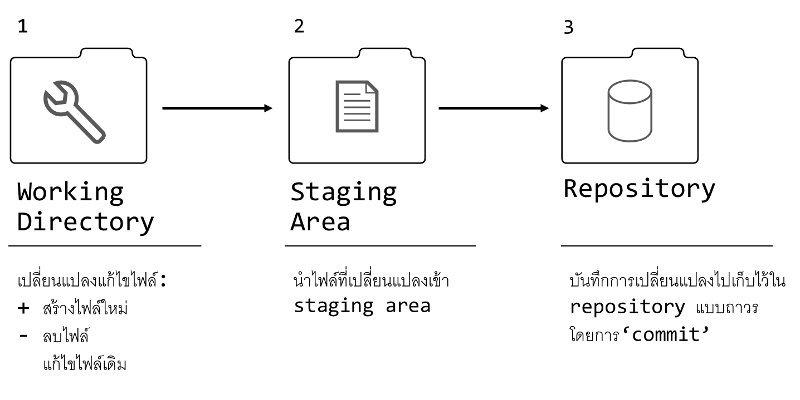 1
Working
Directory
เปลี่ยนแปลงแก้ไขไฟล์:
+ สร้างไฟล์ใหม่
- ลบไฟล์
แก้ไขไฟล์เดิม
2
Staging
Area
นำไฟล์ที่เปลี่ยนแปลงเข้า
staging area
3
Repository
บันทึกการเปลี่ยนแปลงไปเก็บไว้ใน
repository แบบถาวร
โดยการ ‘commit’